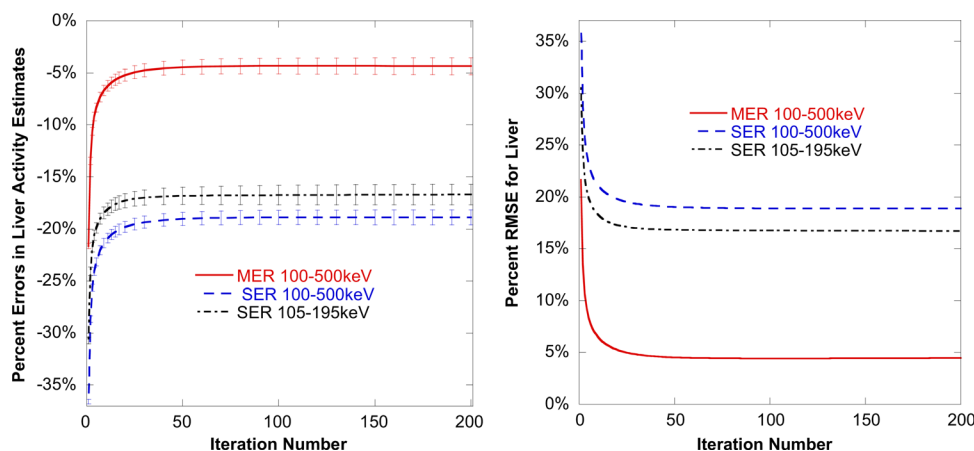 Percent Errors in Liver Activity Estimates
0%
-5%
-10%
-15%
-20%
-25%
-30%
-35%
MER 100-500keV
SER 100-500keV
SER 105-195keV
0
50
100
150
200
Iteration Number
Percent RMSE for Liver
35%
30%
25%
20%
15%
10%
5%
0%
MER 100-500keV
SER 100-500keV
SER 105-195keV
0
50
100
150
200
Iteration Number